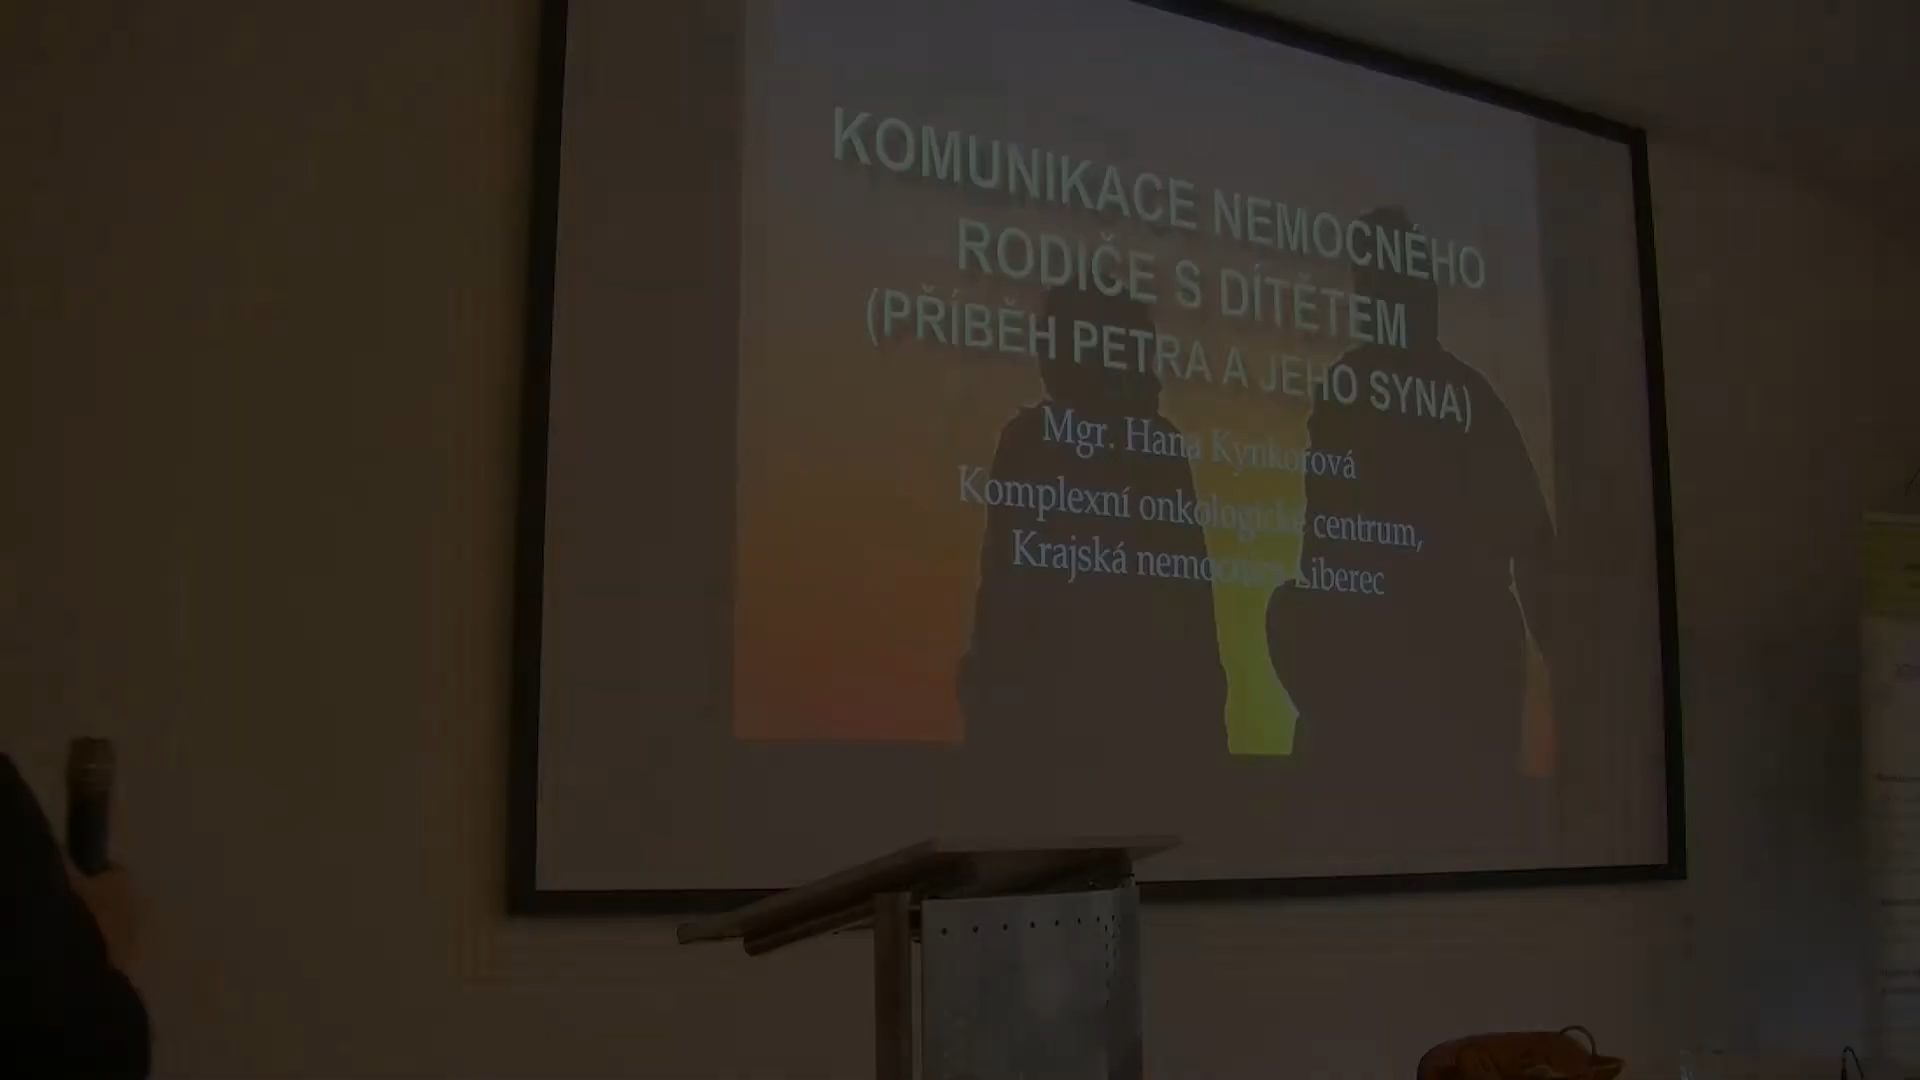 KOMUNIKACE NEMOCNÉHO
RODIČE S DÍTĚTEM
(PŘÍBĚH PETRA A JEHO SYNA)
Mgr. Hana Kynkorová
Komplexní onkologické centrum,
Krajská nemocnice Liberec